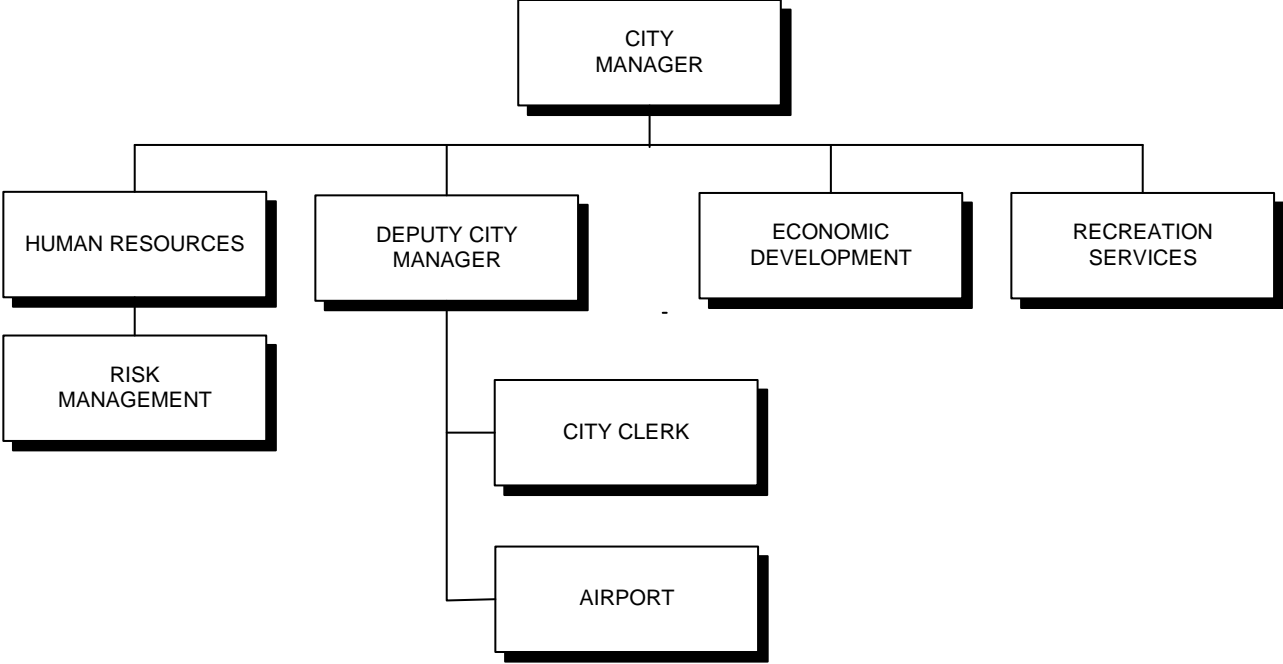 CITY
MANAGER
HUMAN RESOURCES
DEPUTY CITY
MANAGER
ECONOMIC
DEVELOPMENT
RECREATION
SERVICES
-
RISK
MANAGEMENT
CITY CLERK
AIRPORT